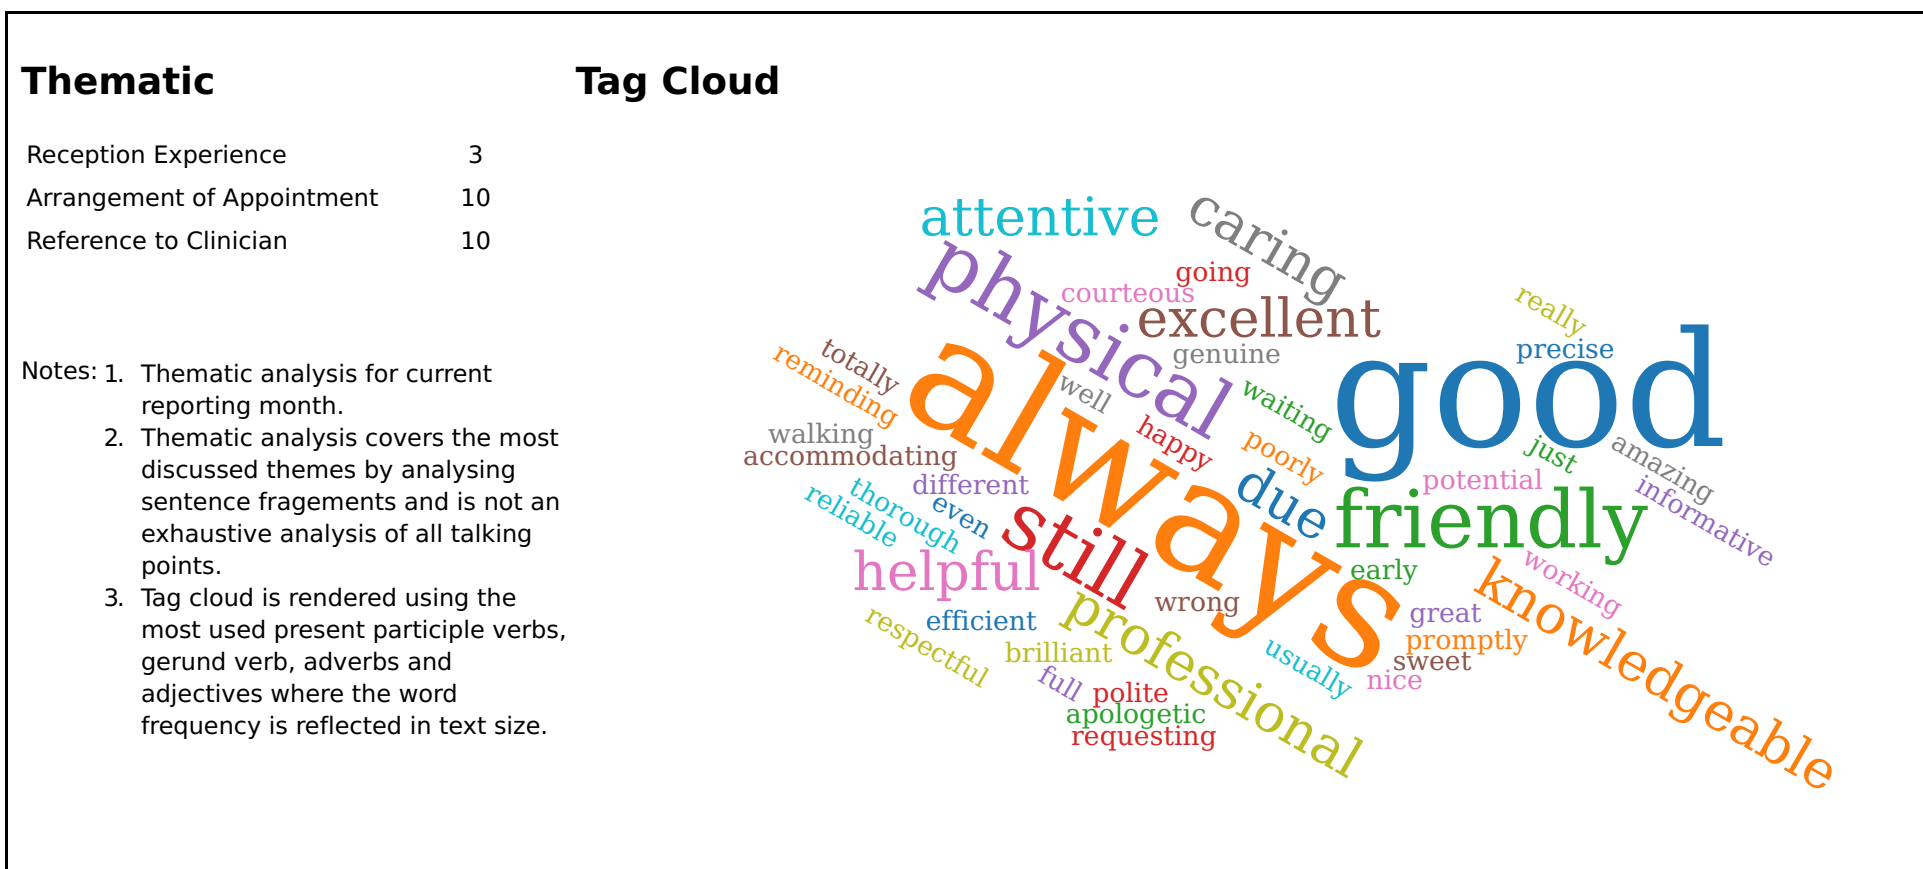 Thematic
Tag Cloud
Reception Experience 3
Arrangement of Appointment 10
Reference to Clinician 10
Notes: 1. Thematic analysis for current
reporting month.
2. Thematic analysis covers the most
discussed themes by analysing
sentence fragements and is not an
exhaustive analysis of all talking
points.
3. Tag cloud is rendered using the
most used present participle verbs,
gerund verb, adverbs and
adjectives where the word
frequency is reflected in text size.
attentive
caring
physical
going
courteous
excellent
really
genuine
precise
good
totally
reminding
always
well
waiting
walking
happy
poorly
just
amazing
accommodating
different
due
potential
informative
thorough
reliable
even
still
friendly
helpful
early
working
knowledgeable
wrong
professional
great
efficient
respectful
promptly
brilliant
usually
sweet
nice
full
polite
apologetic
requesting